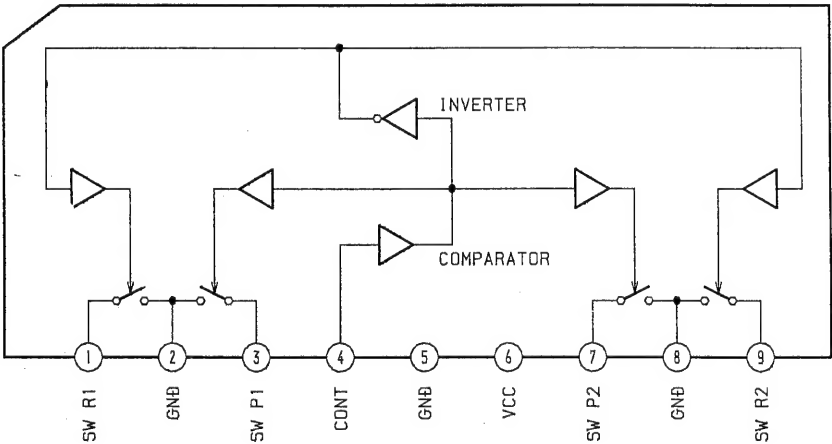 INVERTER
COMPARATOR
1 2 3 4 5 6 7 8 9
SW R1
GND
SW P1
CONT
GND
VCC
SW P2
GND
SW R2